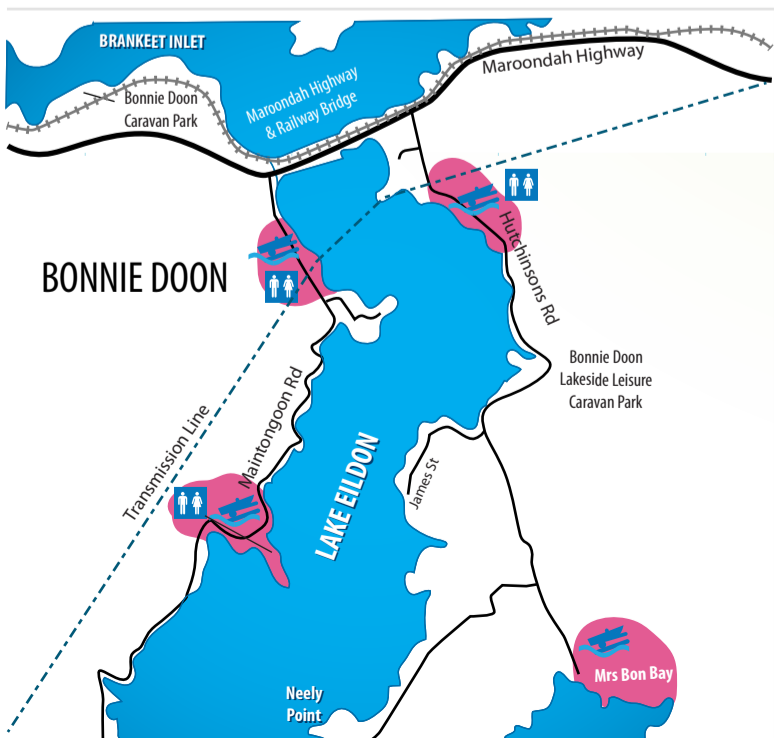 BRANKEET INLET
Maroondah Highway
Bonnie Doon
Caravan Park
Maroondah Highway
& Railway Bridge
Hutchinsons Rd
BONNIE DOON
Bonnie Doon
Lakeside Leisure
Caravan Park
Transmission Line
Maintongoon Rd
LAKE EILDON
James St
Mrs Bon Bay
Neely
Point